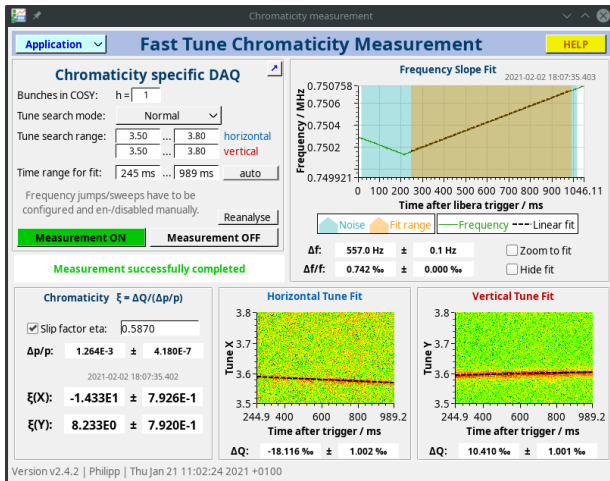 Chromaticity measurement
Application
Fast Tune Chromaticity Measurement
HELP
Chromaticity specific DAQ
Bunches in COSY: h = 1
Tune search mode: Normal
Tune search range: 3.50 ... 3.80 horizontal
3.50 ... 3.80 vertical
Time range for fit: 245 ms ... 989 ms auto
Frequency jumps/sweeps have to be
configured and en-/disabled manually.
Reanalyse
Measurement ON Measurement OFF
Measurement successfully completed
Frequency Slope Fit
2021-02-02 18:07:35.403
Frequency / MHz
0.750758
0.7506
0.7504
0.7502
0.749921
0 100 200 300 400 500 600 700 800 900 1046.11
Time after libera trigger / ms
Noise Fit range Frequency Linear fit
Δf: 557.0 Hz ± 0.1 Hz Zoom to fit
Δf/f: 0.742 ‰ ± 0.000 ‰ Hide fit
Chromaticity ξ = ΔQ/(Δp/p)
Slip factor eta: 0.5870
Δp/p: 1.264E-3 ± 4.180E-7
2021-02-02 18:07:35.402
ξ(X): -1.433E1 ± 7.926E-1
ξ(Y): 8.233E0 ± 7.920E-1
Horizontal Tune Fit
Tune X
3.8
3.7
3.6
3.5
244.9 400 600 800 989.2
Time after trigger / ms
ΔQ: -18.116 ‰ ± 1.002 ‰
Vertical Tune Fit
Tune Y
3.8
3.7
3.6
3.5
244.9 400 600 800 989.2
Time after trigger / ms
ΔQ: 10.410 ‰ ± 1.001 ‰
Version v2.4.2 | Philipp | Thu Jan 21 11:02:24 2021 +0100